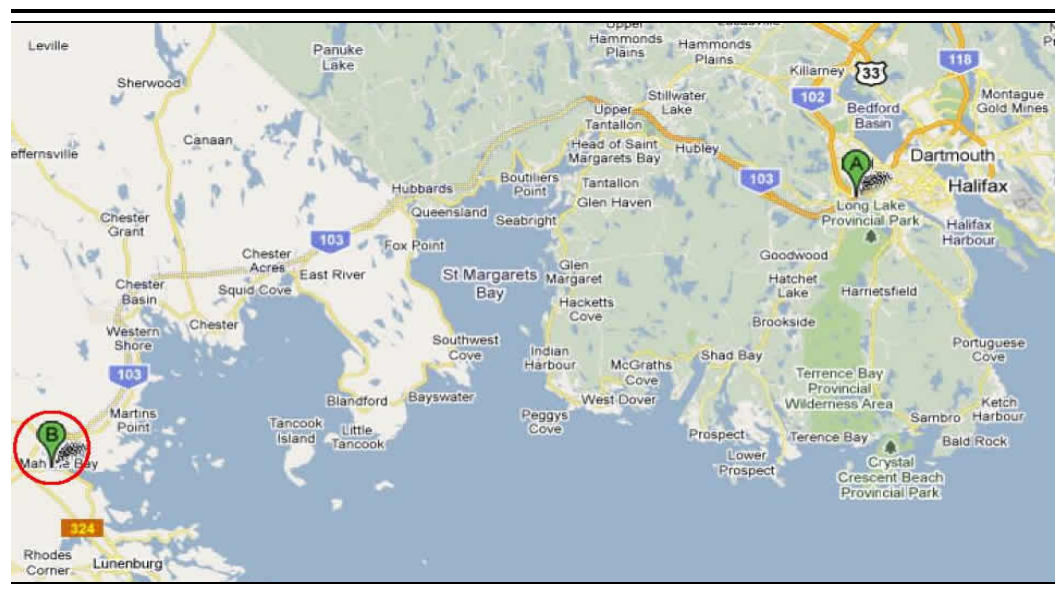 Leville
Panuke
Lake
Upper
Hammonds
Plains
Hammonds
Plains
118
Sherwood
Killarney
33
Stillwater
Lake
102
Bedford
Basin
Montague
Gold Mines
Upper
Tantallon
Canaan
effernsville
Head of Saint
Margarets Bay
Hubley
A
Dartmouth
Hubbards
Boutiliers
Point
Tantallon
103
Halifax
Glen Haven
Long Lake
Provincial Park
Chester
Grant
Queensland
Seabright
Halifax
Harbour
103
Fox Point
Chester
Acres
East River
St Margarets
Bay
Glen
Margaret
Goodwood
Chester
Basin
Squid Cove
Hatchet
Lake
Harrietsfield
Hacketts
Cove
Western
Shore
Chester
Brookside
Southwest
Cove
Indian
Harbour
Shad Bay
Portuguese
Cove
103
McGraths
Cove
Terrence Bay
Provincial
Wilderness Area
Blandford
Bayswater
West Dover
Martins
Point
Tancook
Island
Little
Tancook
Peggys
Cove
Sambro
Ketch
Harbour
B
Prospect
Terence Bay
Bald Rock
Lower
Prospect
Crystal
Crescent Beach
Provincial Park
324
Rhodes
Corner
Lunenburg